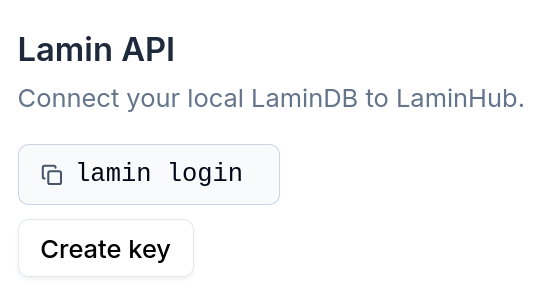 Lamin API
Connect your local LaminDB to LaminHub.
lamin login
Create key